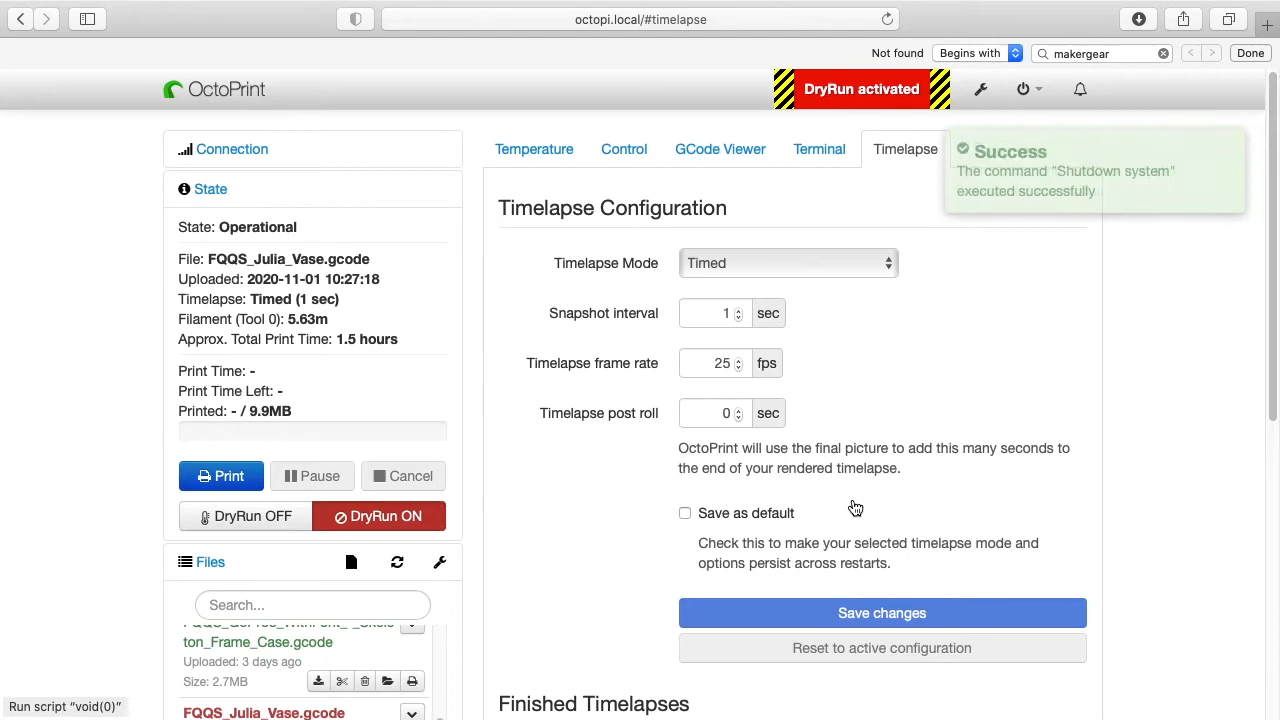 octopi.local/#timelapse
Not found Begins with makergear Done
OctoPrint
DryRun activated
Connection
Temperature Control GCode Viewer Terminal Timelapse
Success
The command "Shutdown system"
executed successfully
State
State: Operational
File: FQQS_Julia_Vase.gcode
Uploaded: 2020-11-01 10:27:18
Timelapse: Timed (1 sec)
Filament (Tool 0): 5.63m
Approx. Total Print Time: 1.5 hours
Print Time: -
Print Time Left: -
Printed: - / 9.9MB
Print Pause Cancel
DryRun OFF DryRun ON
Files
Search...
ton_Frame_Case.gcode
Uploaded: 3 days ago
Size: 2.7MB
FQQS_Julia_Vase.gcode
Timelapse Configuration
Timelapse Mode Timed
Snapshot interval 1 sec
Timelapse frame rate 25 fps
Timelapse post roll 0 sec
OctoPrint will use the final picture to add this many seconds to
the end of your rendered timelapse.
Save as default
Check this to make your selected timelapse mode and
options persist across restarts.
Save changes
Reset to active configuration
Finished Timelapses
Run script "void(0)"